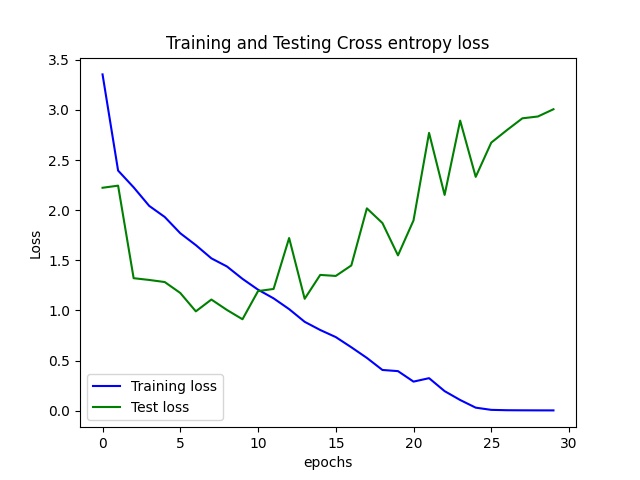 Training and Testing Cross entropy loss
3.5
3.0
2.5
2.0
1.5
1.0
0.5
0.0
Loss
Training loss
Test loss
0 5 10 15 20 25 30
epochs